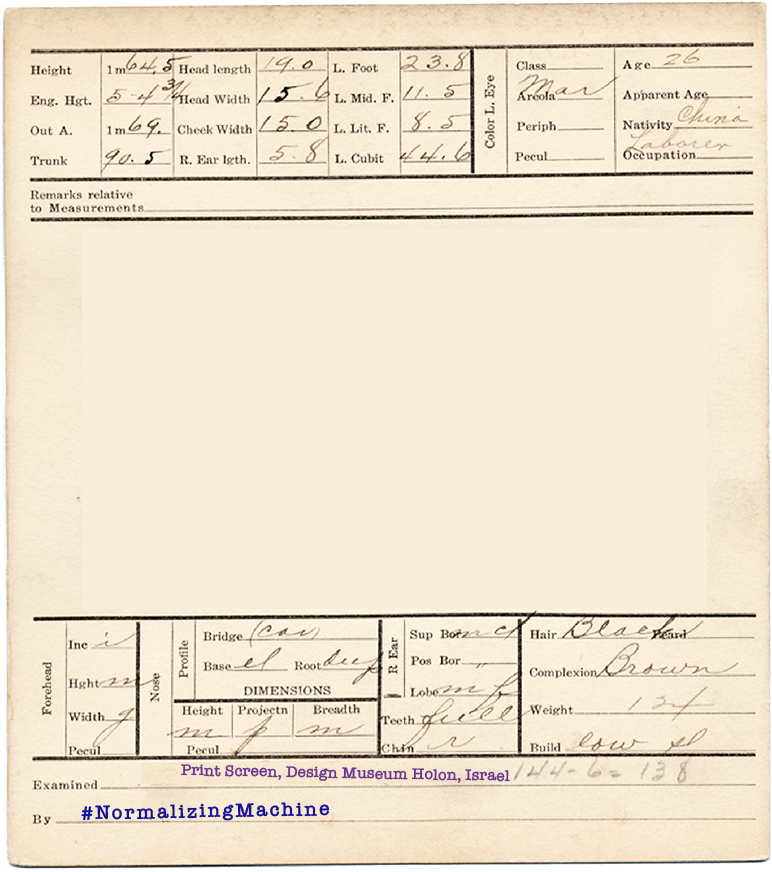 Height 1m 64.5 Head length 19.0 L. Foot 23.8 Class Age 26
Eng. Hgt. 5-4 3/4 Head Width 15.6 L. Mid. F. 11.5 Areola Mar Apparent Age
Out A. 1m 69. Cheek Width 15.0 L. Lit. F. 8.5 Periph Nativity China
Trunk 90.5 R. Ear lgth. 5.8 L. Cubit 44.6 Pecul Occupation Laborer
Color L. Eye
Remarks relative
to Measurements
Forehead
Inc i
Hght m
Width g
Pecul
Nose
Profile
Bridge (cav)
Base el Root deep
DIMENSIONS
Height Projectn Breadth
m p m
Pecul
R Ear
Sup Bor
Pos Bor "
Lobe m
Teeth full
Chin r
Hair Black Beard
Complexion Brown
Weight 134
Build low
Print Screen, Design Museum Holon, Israel 144-6=138
Examined
By #NormalizingMachine